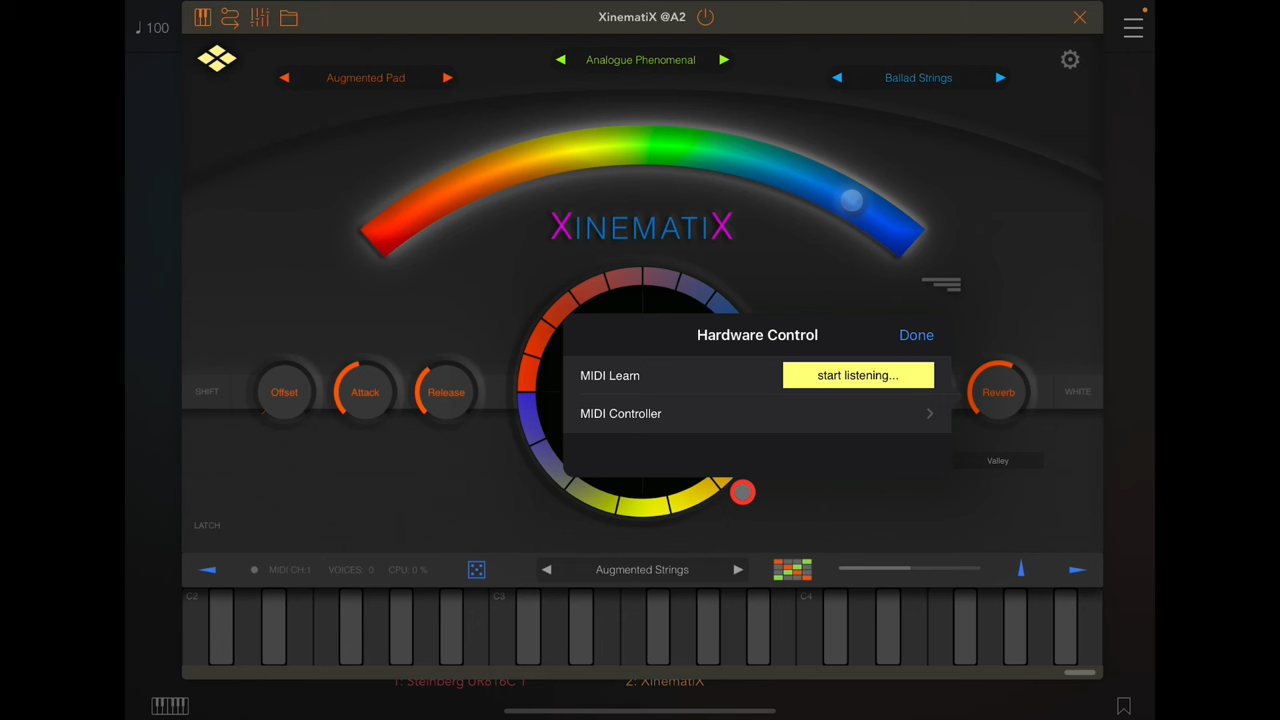 ♩ 100
XinematiX @A2
Augmented Pad
Analogue Phenomenal
Ballad Strings
XINEMATIX
Hardware Control
Done
MIDI Learn
start listening...
MIDI Controller
SHIFT
Offset
Attack
Release
Reverb
WHITE
Valley
LATCH
MIDI CH:1
VOICES: 0
CPU: 0 %
Augmented Strings
C2
C3
C4
1: Steinberg UR816C 1
2: XinematiX